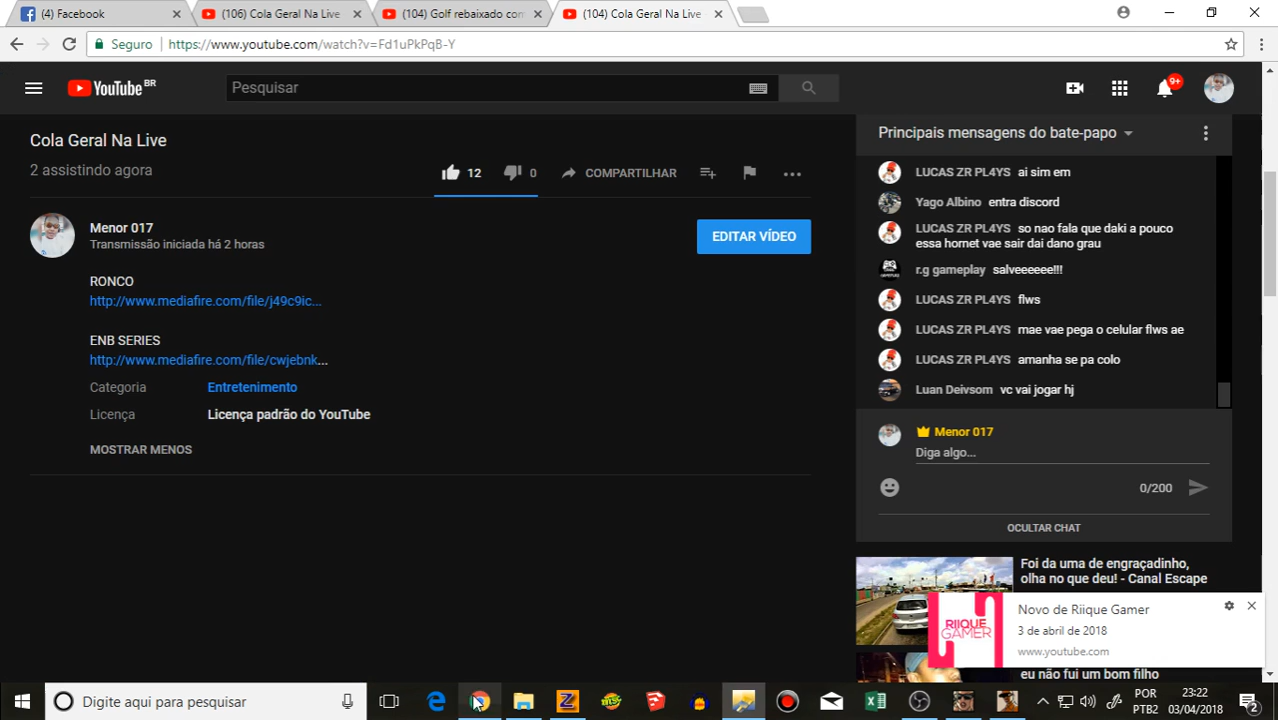 (4) Facebook
(106) Cola Geral Na Live
(104) Golf rebaixado com
(104) Cola Geral Na Live
Seguro
https://www.youtube.com/watch?v=Fd1uPkPqB-Y
YouTube BR
Pesquisar
9+
Cola Geral Na Live
2 assistindo agora
12
0
COMPARTILHAR
Menor 017
Transmissão iniciada há 2 horas
EDITAR VÍDEO
RONCO
http://www.mediafire.com/file/j49c9ic...
ENB SERIES
http://www.mediafire.com/file/cwjebnk...
Categoria
Entretenimento
Licença
Licença padrão do YouTube
MOSTRAR MENOS
Principais mensagens do bate-papo
LUCAS ZR PL4YS ai sim em
Yago Albino entra discord
LUCAS ZR PL4YS so nao fala que daki a pouco
essa hornet vae sair dai dano grau
r.g gameplay salveeeeee!!!
LUCAS ZR PL4YS flws
LUCAS ZR PL4YS mae vae pega o celular flws ae
LUCAS ZR PL4YS amanha se pa colo
Luan Deivsom vc vai jogar hj
Menor 017
Diga algo...
0/200
OCULTAR CHAT
Foi da uma de engraçadinho,
olha no que deu! - Canal Escape
RIIQUE
GAMER
Novo de Riique Gamer
3 de abril de 2018
www.youtube.com
eu não fui um bom filho
Digite aqui para pesquisar
POR
PTB2
23:22
03/04/2018
2